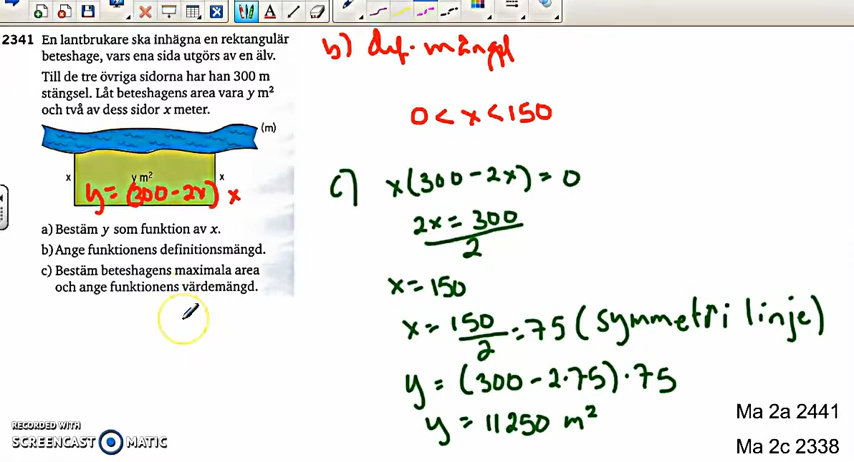 2341 En lantbrukare ska inhägna en rektangulär
beteshage, vars ena sida utgörs av en älv.
Till de tre övriga sidorna har han 300 m
stängsel. Låt beteshagens area vara y m²
och två av dess sidor x meter.
(m)
x y m² x
y = (300 - 2x) x
a) Bestäm y som funktion av x.
b) Ange funktionens definitionsmängd.
c) Bestäm beteshagens maximala area
och ange funktionens värdemängd.
b) def. mängd
0 < x < 150
c) x(300 - 2x) = 0
2x = 300
2
x = 150
x = 150/2 = 75 (symmetri linje)
y = (300 - 2·75)·75
y = 11250 m²
Ma 2a 2441
Ma 2c 2338
RECORDED WITH
SCREENCAST MATIC